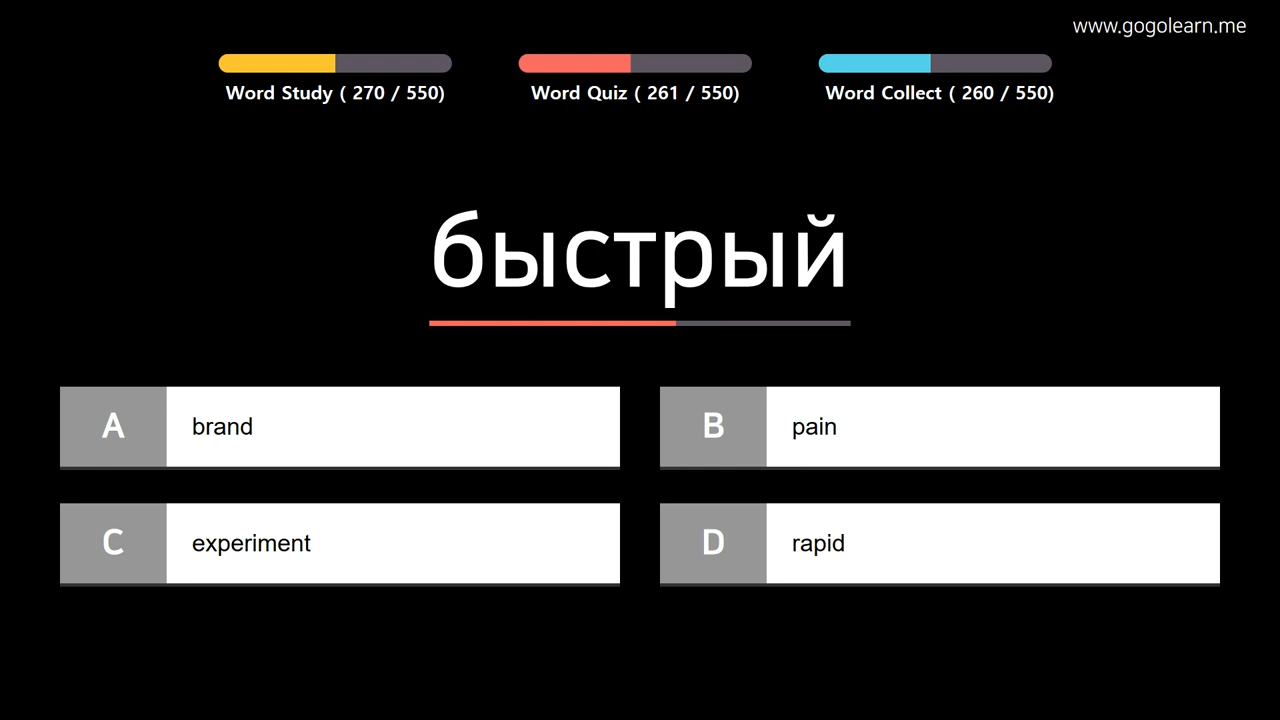 www.gogolearn.me
Word Study ( 270 / 550)
Word Quiz ( 261 / 550)
Word Collect ( 260 / 550)
быстрый
A brand
B pain
C experiment
D rapid